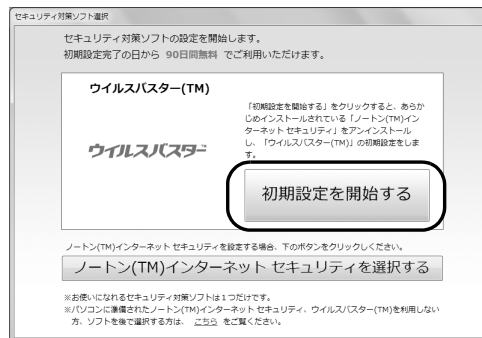 セキュリティ対策ソフト選択
セキュリティ対策ソフトの設定を開始します。
初期設定完了の日から 90日間無料 でご利用いただけます。
ウイルスバスター(TM)
「初期設定を開始する」をクリックすると、あらか
じめインストールされている「ノートン(TM)イン
ターネット セキュリティ」をアンインストール
し、「ウイルスバスター(TM)」の初期設定をしま
す。
ウイルスバスター
初期設定を開始する
ノートン(TM)インターネット セキュリティを設定する場合、下のボタンをクリックしください。
ノートン(TM)インターネット セキュリティを選択する
※お使いになれるセキュリティ対策ソフトは１つだけです。
※パソコンに準備されたノートン(TM)インターネット セキュリティ、ウイルスバスター(TM)を利用しない
方、ソフトを後で選択する方は、 こちら をご覧ください。